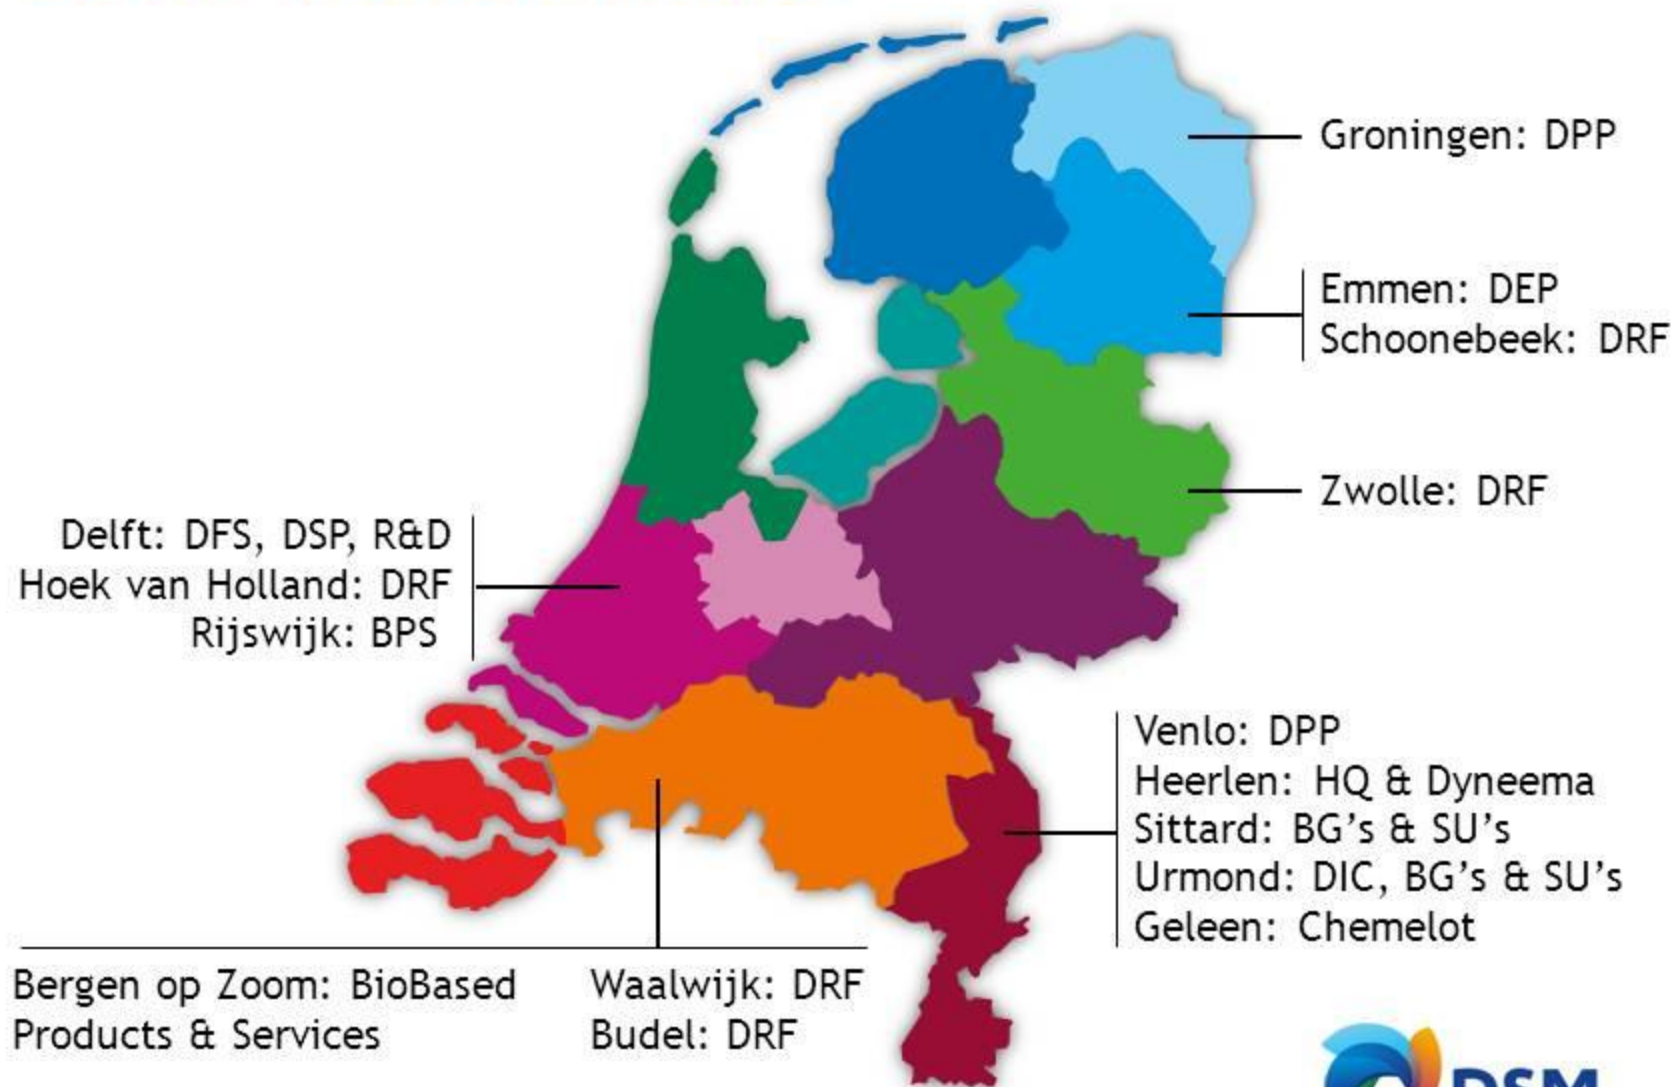 Groningen: DPP
Emmen: DEP
Schoonebeek: DRF
Zwolle: DRF
Delft: DFS, DSP, R&D
Hoek van Holland: DRF
Rijswijk: BPS
Venlo: DPP
Heerlen: HQ & Dyneema
Sittard: BG's & SU's
Urmond: DIC, BG's & SU's
Geleen: Chemelot
Bergen op Zoom: BioBased
Products & Services
Waalwijk: DRF
Budel: DRF
DSM